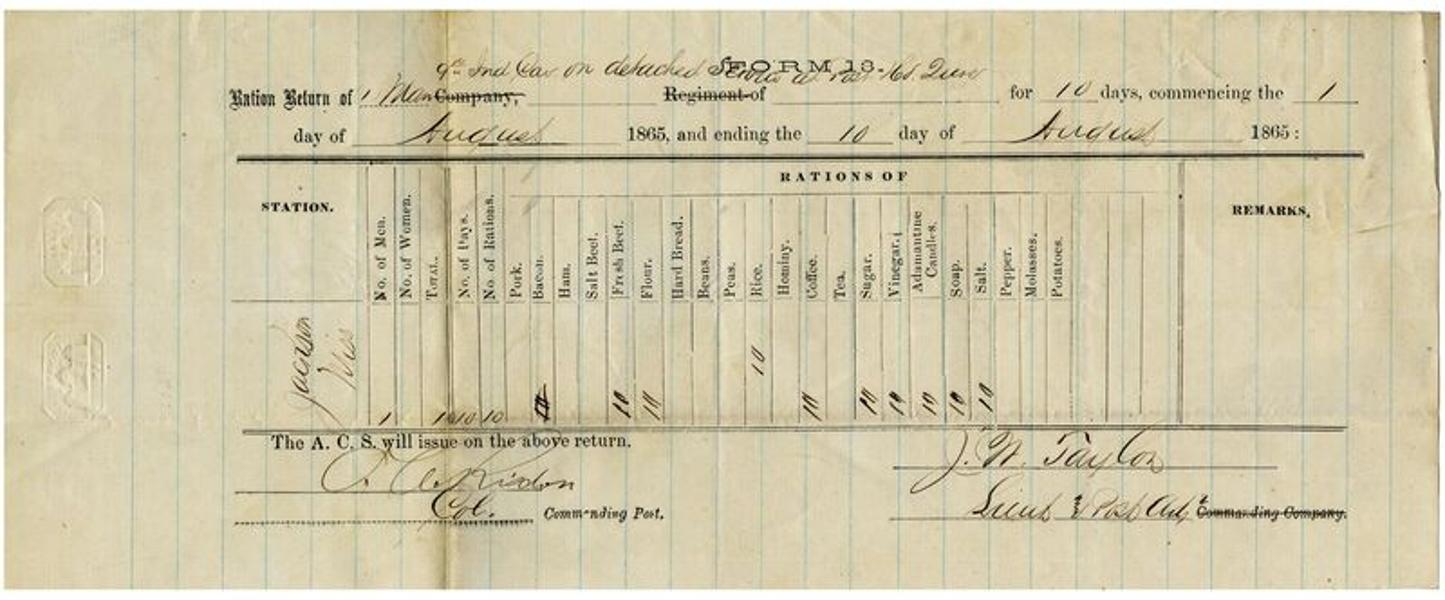 FORM 13.
9th Ind Cav on detached Service at Post Hd. Qurs
Ration Return of 1 Man Company, Regiment of for 10 days, commencing the 1
day of August 1865, and ending the 10 day of August 1865:
RATIONS OF
STATION. No. of Men. No. of Women. TOTAL. No. of Days. No. of Rations. Pork. Bacon. Ham. Salt Beef. Fresh Beef. Flour. Hard Bread. Beans. Peas. Rice. Hominy. Coffee. Tea. Sugar. Vinegar. Adamantine Candles. Soap. Salt. Pepper. Molasses. Potatoes. REMARKS,
Jackson Miss 1 1 10 10 10 10 10 10 10 10 10 10 10 10
The A. C. S. will issue on the above return.
J. W. Taylor
Col. Commanding Post.
Lieut & Post Adjt Commanding Company.